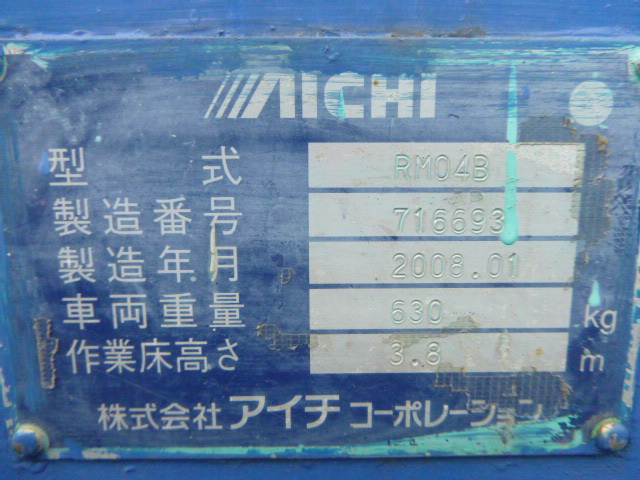 AICHI
型式 RM04B
製造番号 716693
製造年月 2008.01
車両重量 630 kg
作業床高さ 3.8 m
株式会社アイチコーポレーション